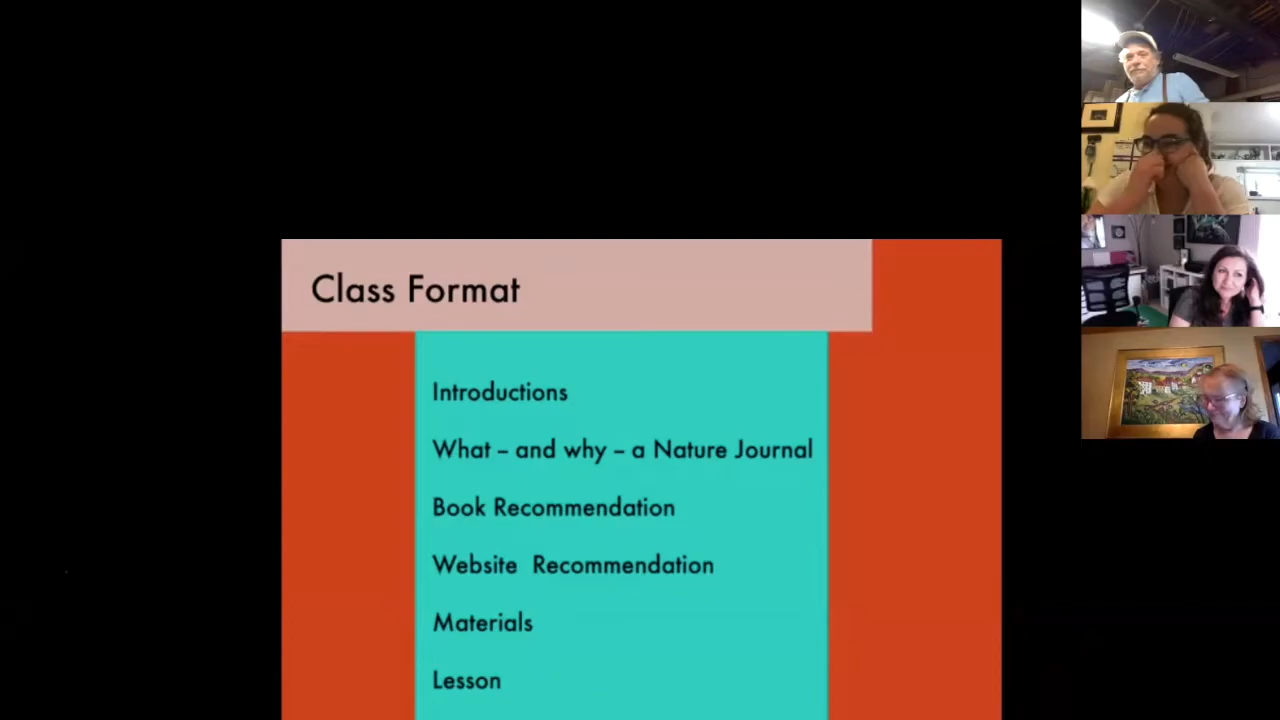 Class Format
Introductions
What – and why – a Nature Journal
Book Recommendation
Website Recommendation
Materials
Lesson